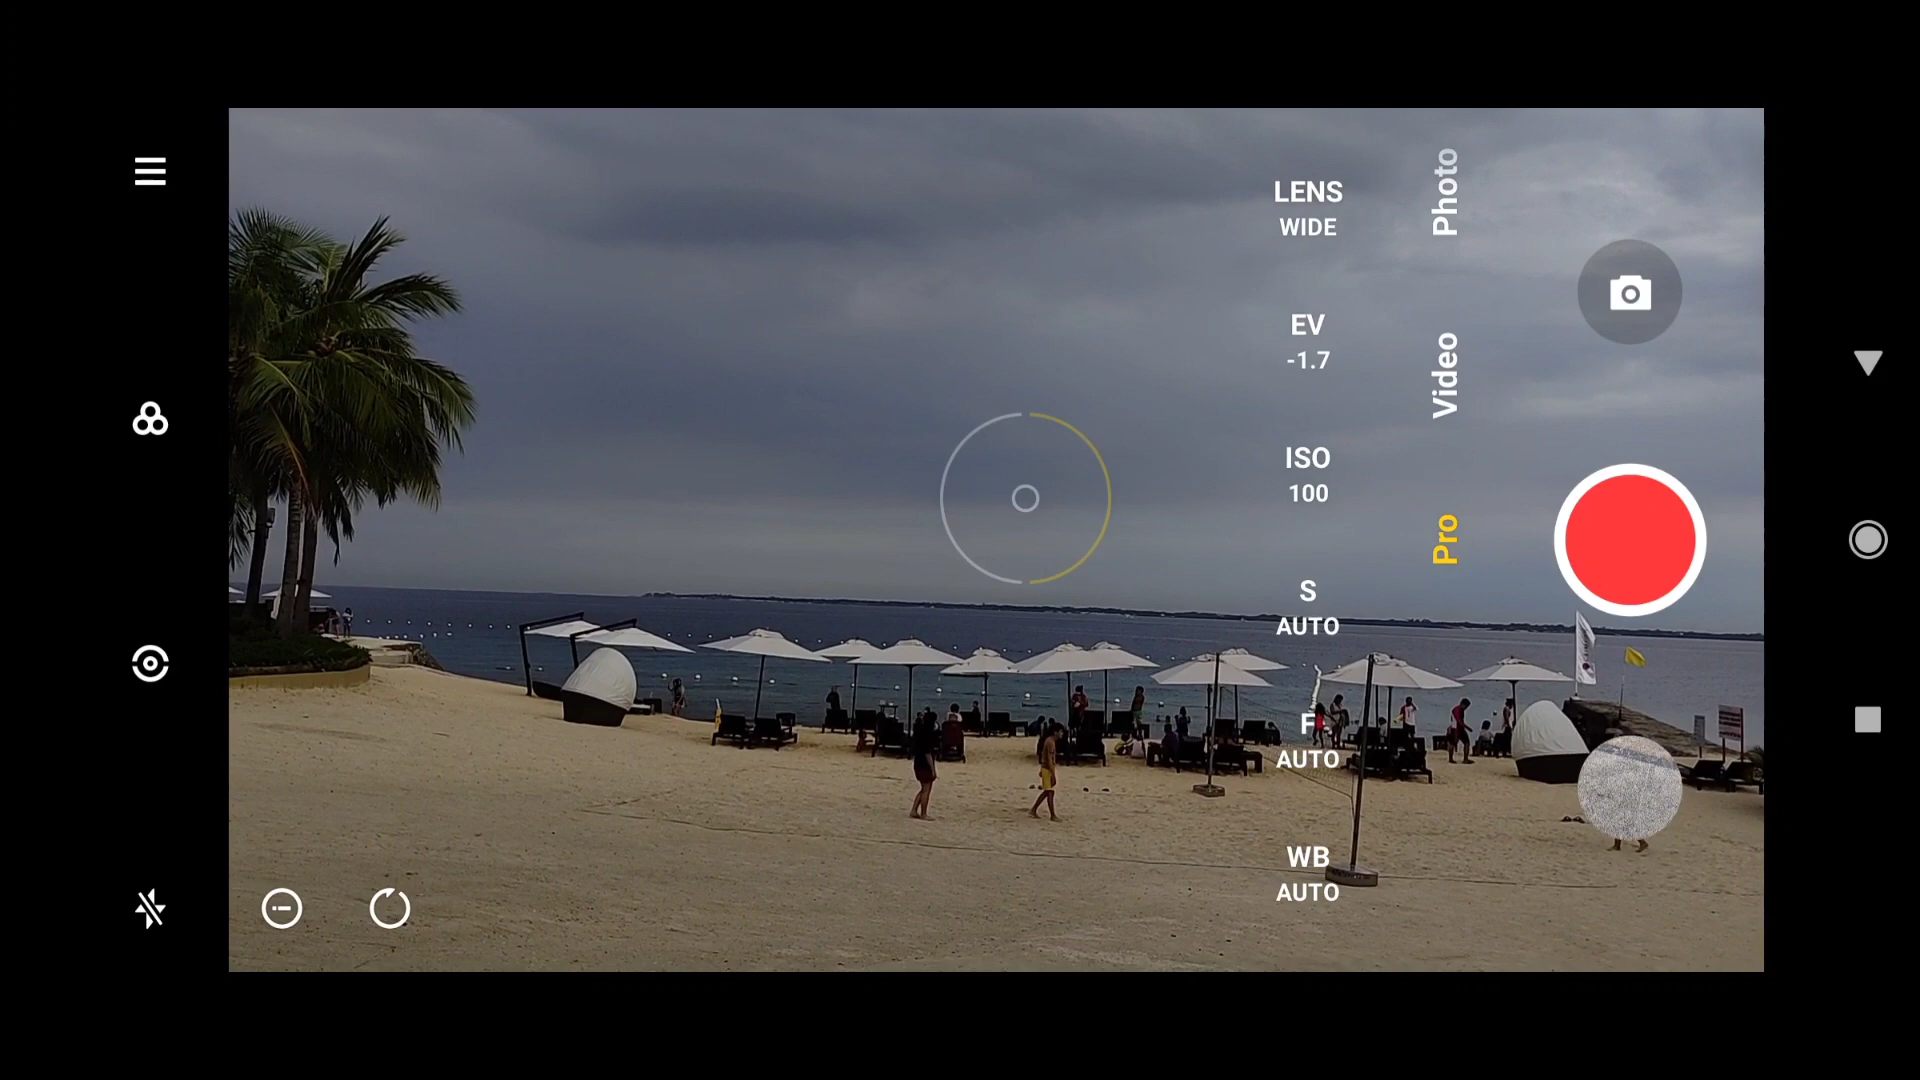 LENS
WIDE
EV
-1.7
ISO
100
S
AUTO
F
AUTO
WB
AUTO
Photo
Video
Pro